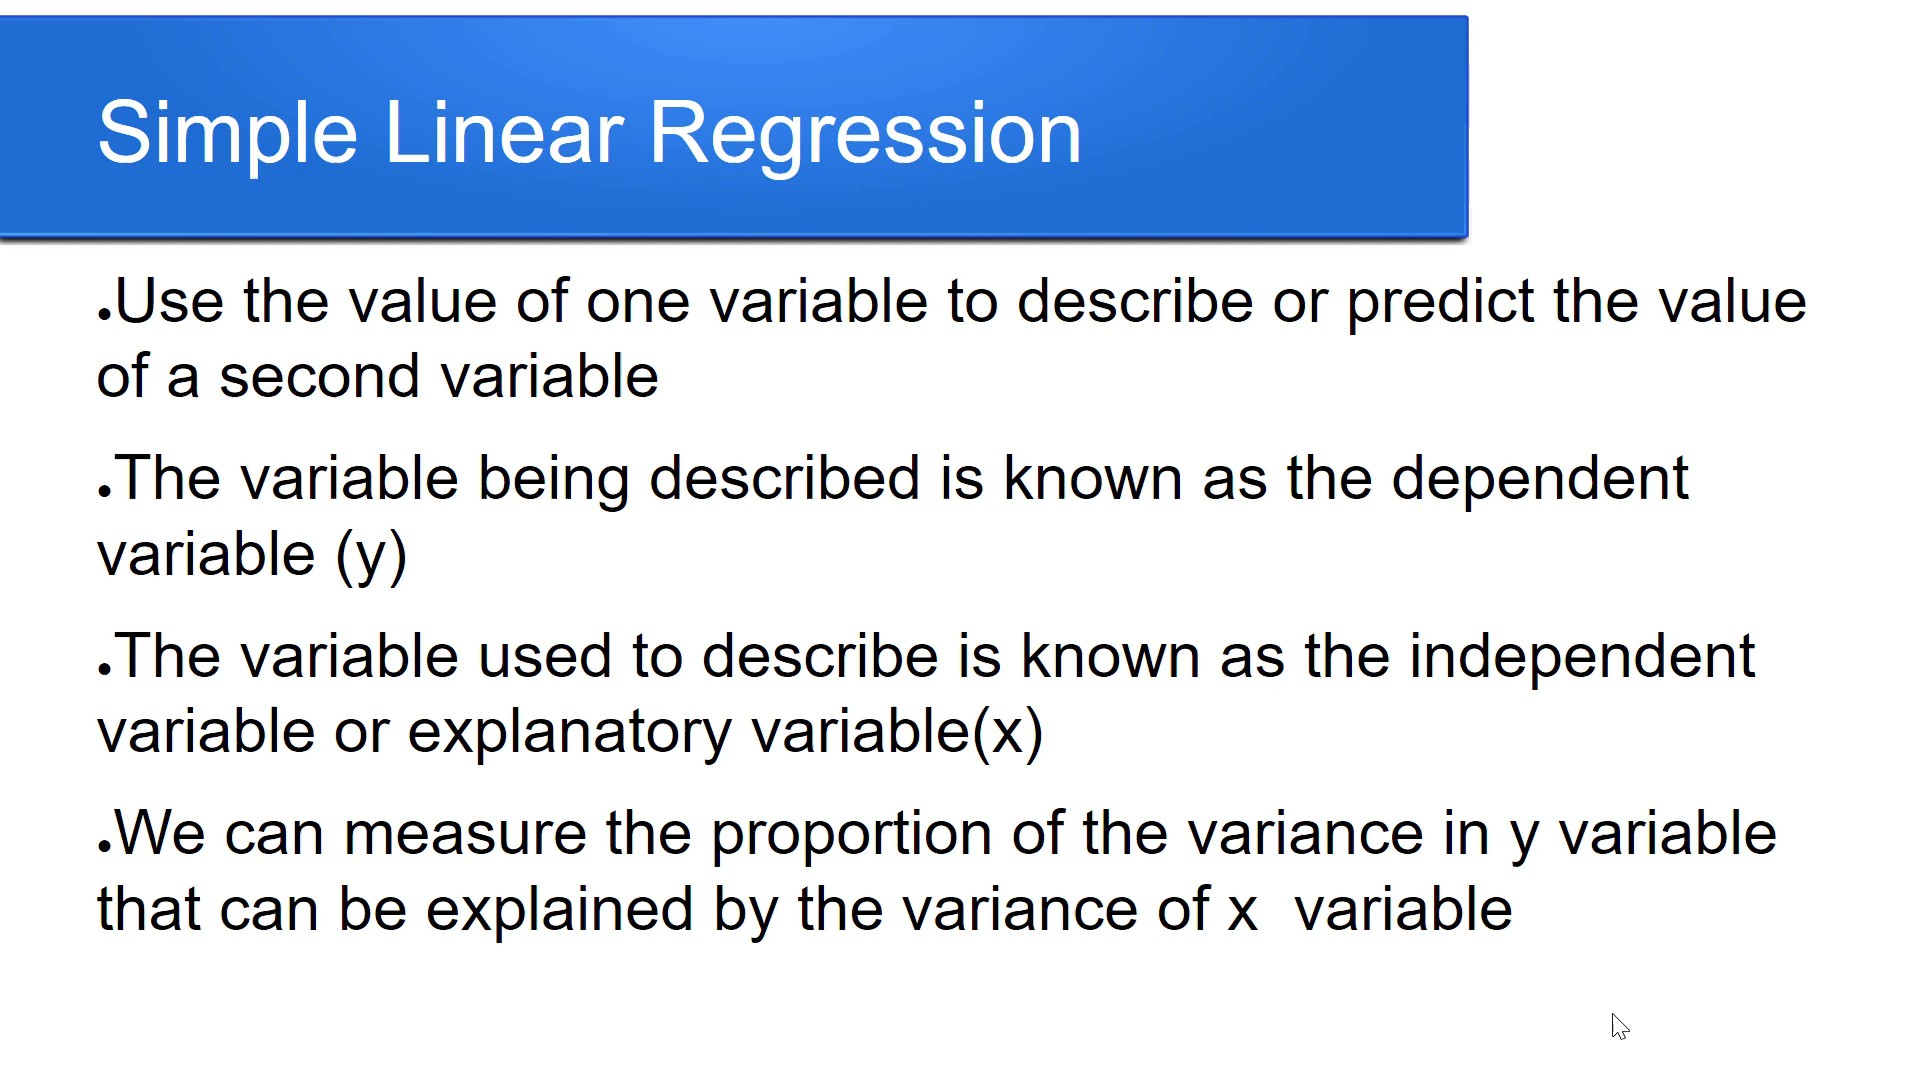 Simple Linear Regression
●Use the value of one variable to describe or predict the value
of a second variable
●The variable being described is known as the dependent
variable (y)
●The variable used to describe is known as the independent
variable or explanatory variable(x)
●We can measure the proportion of the variance in y variable
that can be explained by the variance of x  variable